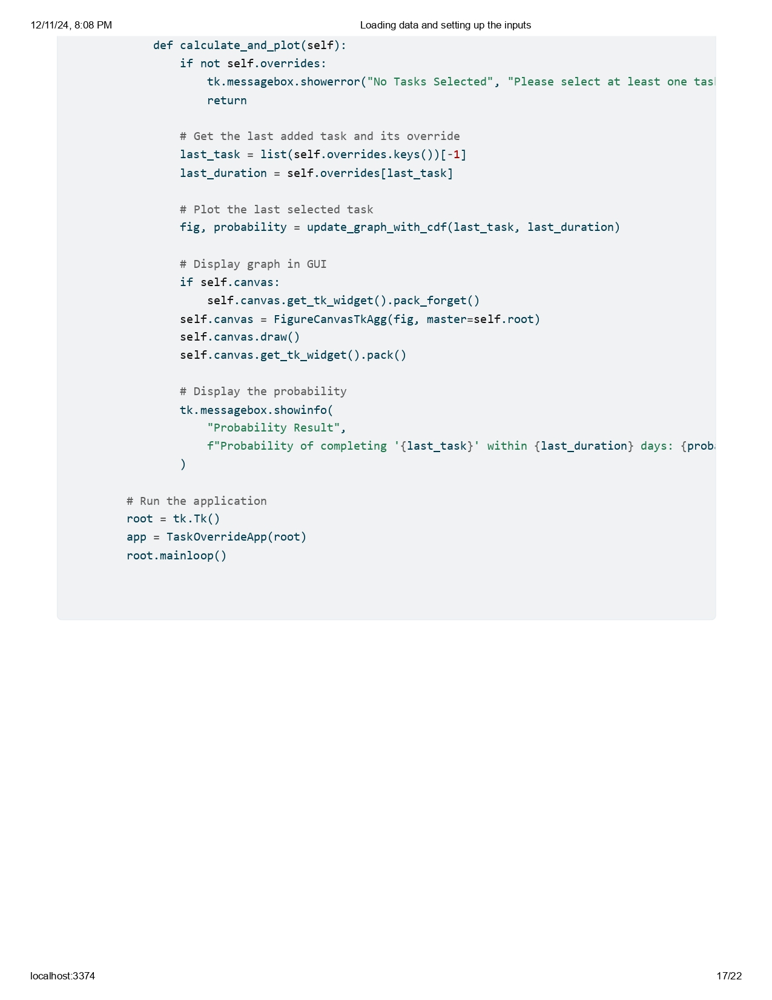 12/11/24, 8:08 PM
Loading data and setting up the inputs
def calculate_and_plot(self):
if not self.overrides:
tk.messagebox.showerror("No Tasks Selected", "Please select at least one
return
# Get the last added task and its override
last_task = list(self.overrides.keys())[-1]
last_duration = self.overrides[last_task]
# Plot the last selected task
fig, probability = update_graph_with_cdf(last_task, last_duration)
# Display graph in GUI
if self.canvas:
self.canvas.get_tk_widget().pack_forget()
self.canvas = FigureCanvasTkAgg(fig, master=self.root)
self.canvas.draw()
self.canvas.get_tk_widget().pack()
# Display the probability
tk.messagebox.showinfo(
"Probability Result",
f"Probability of completing '{last_task}' within {last_duration} days:
)
# Run the application
root = tk.Tk()
app = TaskOverrideApp(root)
root.mainloop()
localhost:3374
17/22